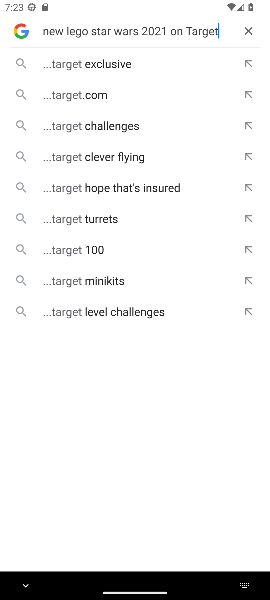 7:23
new lego star wars 2021 on Target
...target exclusive
...target.com
...target challenges
...target clever flying
...target hope that's insured
...target turrets
...target 100
...target minikits
...target level challenges